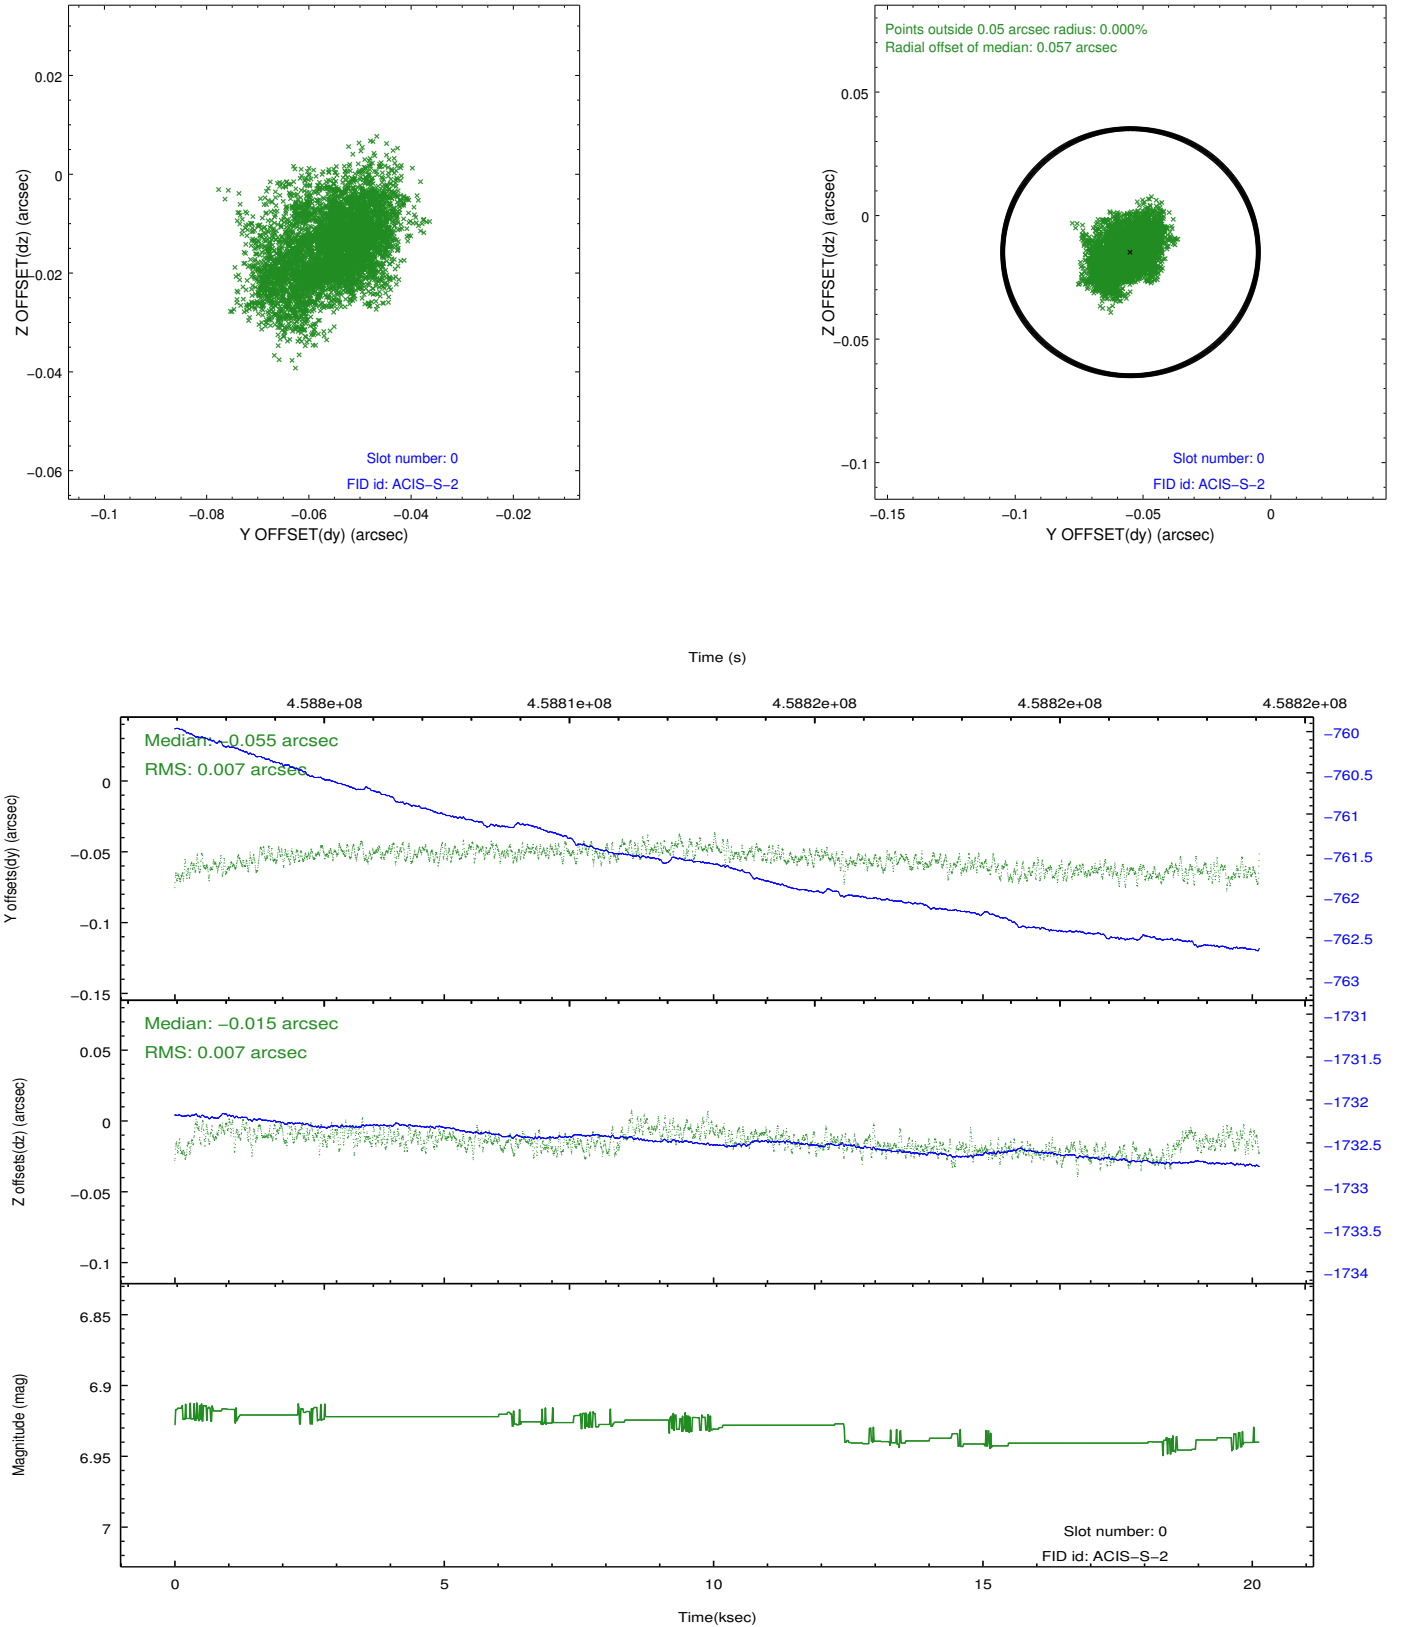 0.02
0
−0.02
−0.04
−0.06
Z OFFSET(dz) (arcsec)
Slot number: 0
FID id: ACIS−S−2
−0.1
−0.08
−0.06
−0.04
−0.02
Y OFFSET(dy) (arcsec)
Points outside 0.05 arcsec radius: 0.000%
Radial offset of median: 0.057 arcsec
0.05
0
−0.05
−0.1
Z OFFSET(dz) (arcsec)
Slot number: 0
FID id: ACIS−S−2
−0.15
−0.1
−0.05
0
Y OFFSET(dy) (arcsec)
Time (s)
4.588e+08
4.5881e+08
4.5882e+08
4.5882e+08
4.5882e+08
Median: −0.055 arcsec
RMS: 0.007 arcsec
0
−0.05
−0.1
−0.15
Y offsets(dy) (arcsec)
−760
−760.5
−761
−761.5
−762
−762.5
−763
Median: −0.015 arcsec
RMS: 0.007 arcsec
0.05
0
−0.05
−0.1
Z offsets(dz) (arcsec)
−1731
−1731.5
−1732
−1732.5
−1733
−1733.5
−1734
6.85
6.9
6.95
7
Magnitude (mag)
Slot number: 0
FID id: ACIS−S−2
0
5
10
15
20
Time(ksec)